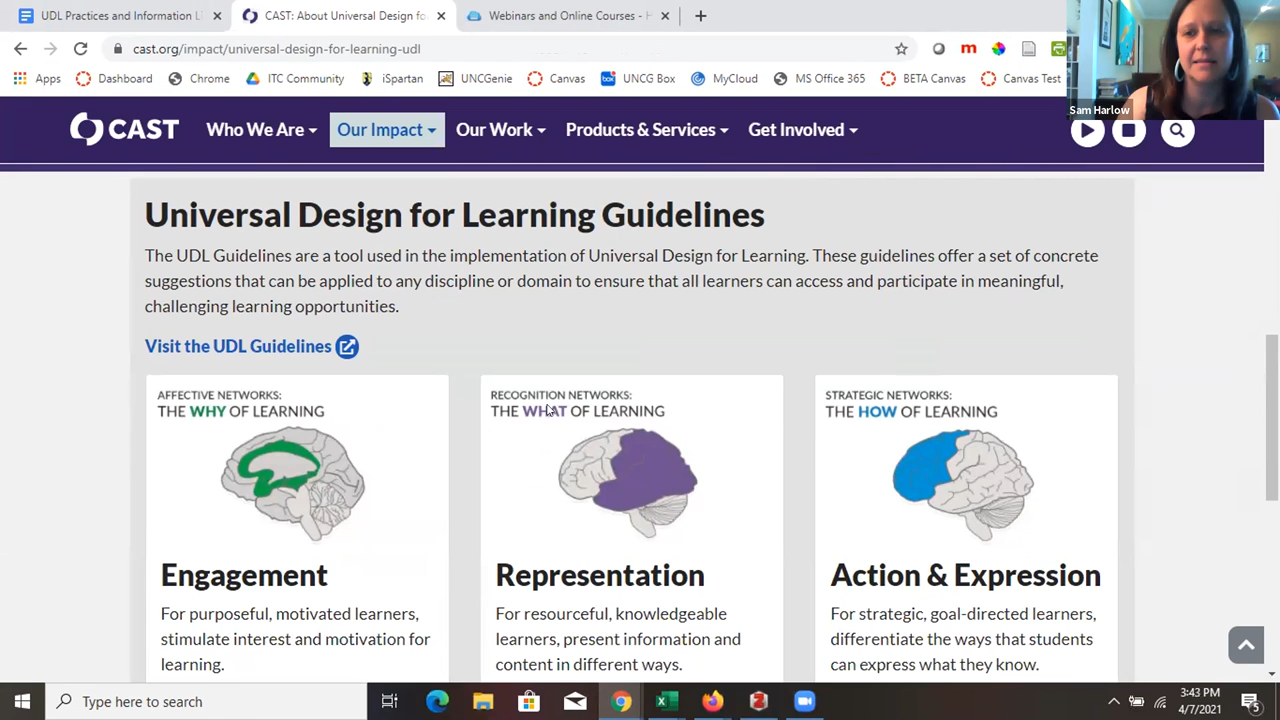 UDL Practices and Information Li
CAST: About Universal Design fo
Webinars and Online Courses - H
cast.org/impact/universal-design-for-learning-udl
m
Apps
Dashboard
Chrome
ITC Community
iSpartan
UNCGenie
Canvas
box
UNCG Box
MyCloud
MS Office 365
BETA Canvas
Canvas Test
Sam Harlow
CAST
Who We Are
Our Impact
Our Work
Products & Services
Get Involved
Universal Design for Learning Guidelines
The UDL Guidelines are a tool used in the implementation of Universal Design for Learning. These guidelines offer a set of concrete
suggestions that can be applied to any discipline or domain to ensure that all learners can access and participate in meaningful,
challenging learning opportunities.
Visit the UDL Guidelines
AFFECTIVE NETWORKS:
THE WHY OF LEARNING
Engagement
For purposeful, motivated learners,
stimulate interest and motivation for
learning.
RECOGNITION NETWORKS:
THE WHAT OF LEARNING
Representation
For resourceful, knowledgeable
learners, present information and
content in different ways.
STRATEGIC NETWORKS:
THE HOW OF LEARNING
Action & Expression
For strategic, goal-directed learners,
differentiate the ways that students
can express what they know.
Type here to search
3:43 PM
4/7/2021
5